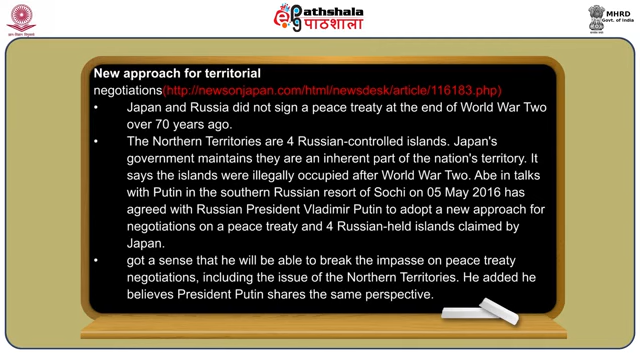 ePathshala
पाठशाला
MHRD
Govt. of India
New approach for territorial
negotiations(http://newsonjapan.com/html/newsdesk/article/116183.php)
• Japan and Russia did not sign a peace treaty at the end of World War Two
over 70 years ago.
• The Northern Territories are 4 Russian-controlled islands. Japan's
government maintains they are an inherent part of the nation's territory. It
says the islands were illegally occupied after World War Two. Abe in talks
with Putin in the southern Russian resort of Sochi on 05 May 2016 has
agreed with Russian President Vladimir Putin to adopt a new approach for
negotiations on a peace treaty and 4 Russian-held islands claimed by
Japan.
• got a sense that he will be able to break the impasse on peace treaty
negotiations, including the issue of the Northern Territories. He added he
believes President Putin shares the same perspective.